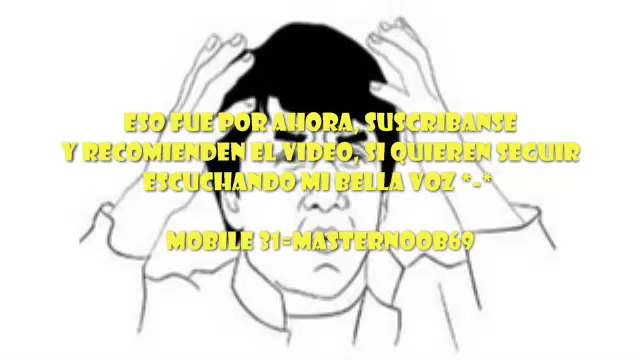 ESO FUE POR AHORA, SUSCRIBANSE
Y RECOMIENDEN EL VIDEO, SI QUIEREN SEGUIR
ESCUCHANDO MI BELLA VOZ *-*
MOBILE 31=MASTERNOOB69